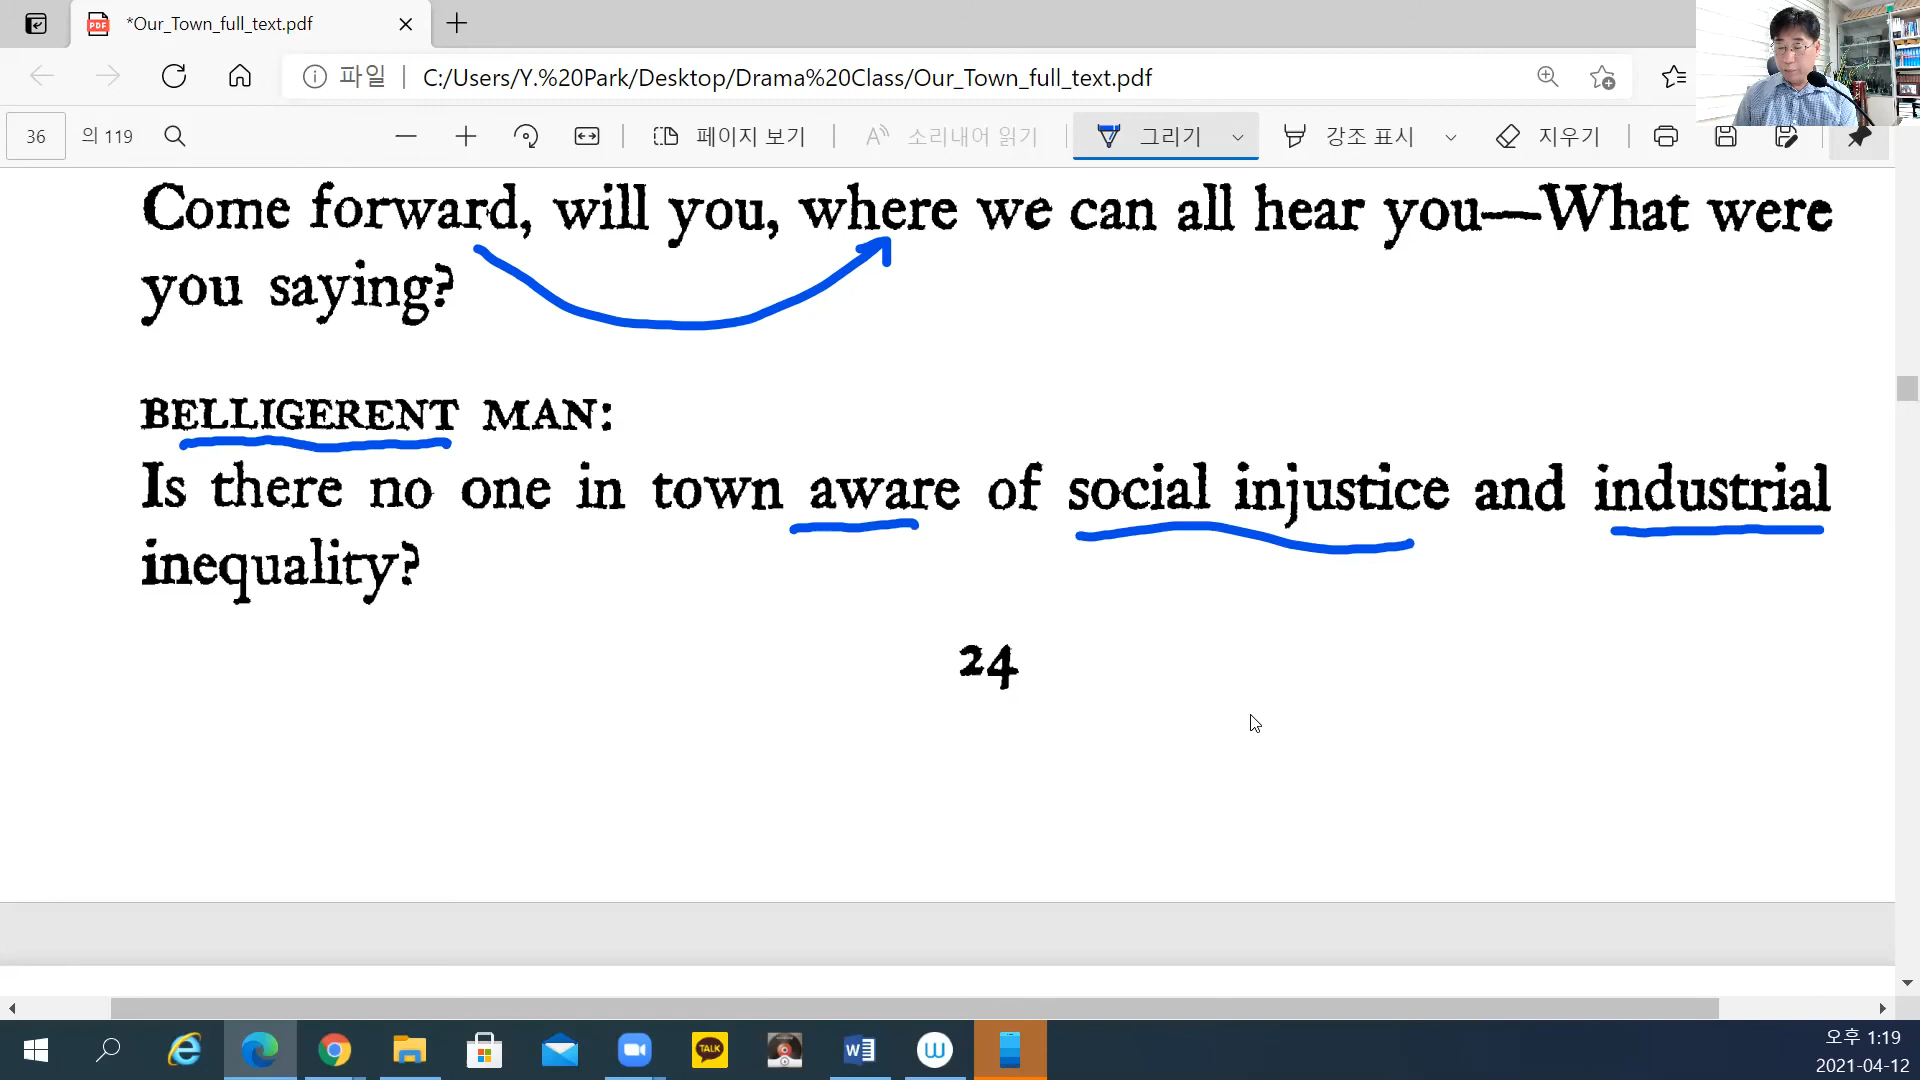 *Our_Town_full_text.pdf
파일 | C:/Users/Y.%20Park/Desktop/Drama%20Class/Our_Town_full_text.pdf
36 의 119 페이지 보기 소리내어 읽기 그리기 강조 표시 지우기
Come forward, will you, where we can all hear you—What were
you saying?
BELLIGERENT MAN:
Is there no one in town aware of social injustice and industrial
inequality?
24
오후 1:19
2021-04-12